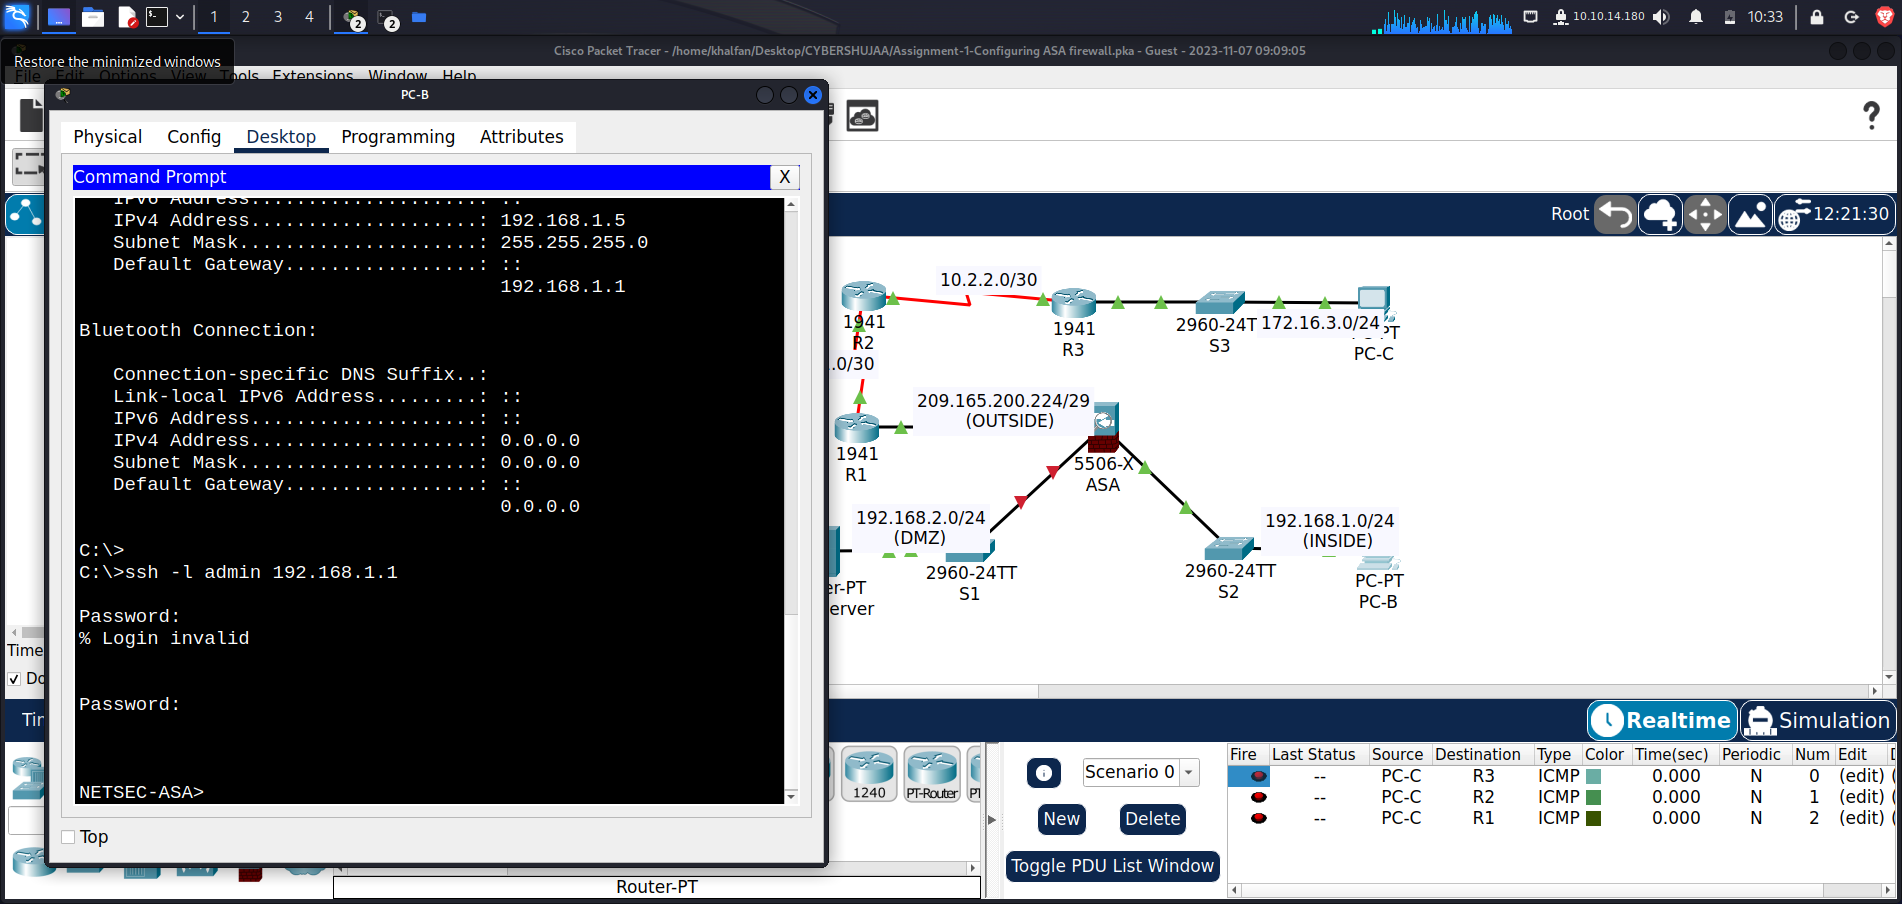 1 2 3 4 2 2 10.10.14.180 10:33
Cisco Packet Tracer - /home/khalfan/Desktop/CYBERSHUJAA/Assignment-1-Configuring ASA firewall.pka - Guest - 2023-11-07 09:09:05
Restore the minimized windows
File Edit Options View Tools Extensions Window Help
PC-B
Physical Config Desktop Programming Attributes
Command Prompt X
IPv6 Address.....................: ::
IPv4 Address.....................: 192.168.1.5
Subnet Mask......................: 255.255.255.0
Default Gateway..................: ::
192.168.1.1
Bluetooth Connection:
Connection-specific DNS Suffix..:
Link-local IPv6 Address.........: ::
IPv6 Address.....................: ::
IPv4 Address.....................: 0.0.0.0
Subnet Mask......................: 0.0.0.0
Default Gateway..................: ::
0.0.0.0
C:\>
C:\>ssh -l admin 192.168.1.1
Password:
% Login invalid
Password:
NETSEC-ASA>
Top
Root 12:21:30
10.2.2.0/30
1941
R2
1941
R3
2960-24T
S3
172.16.3.0/24
PC-C
.0/30
209.165.200.224/29
(OUTSIDE)
1941
R1
5506-X
ASA
192.168.2.0/24
(DMZ)
192.168.1.0/24
(INSIDE)
er-PT
erver
2960-24TT
S1
2960-24TT
S2
PC-PT
PC-B
Time
Realtime Simulation
1240
PT-Router
Router-PT
Scenario 0
New Delete
Toggle PDU List Window
Fire Last Status Source Destination Type Color Time(sec) Periodic Num Edit
-- PC-C R3 ICMP 0.000 N 0 (edit)
-- PC-C R2 ICMP 0.000 N 1 (edit)
-- PC-C R1 ICMP 0.000 N 2 (edit)